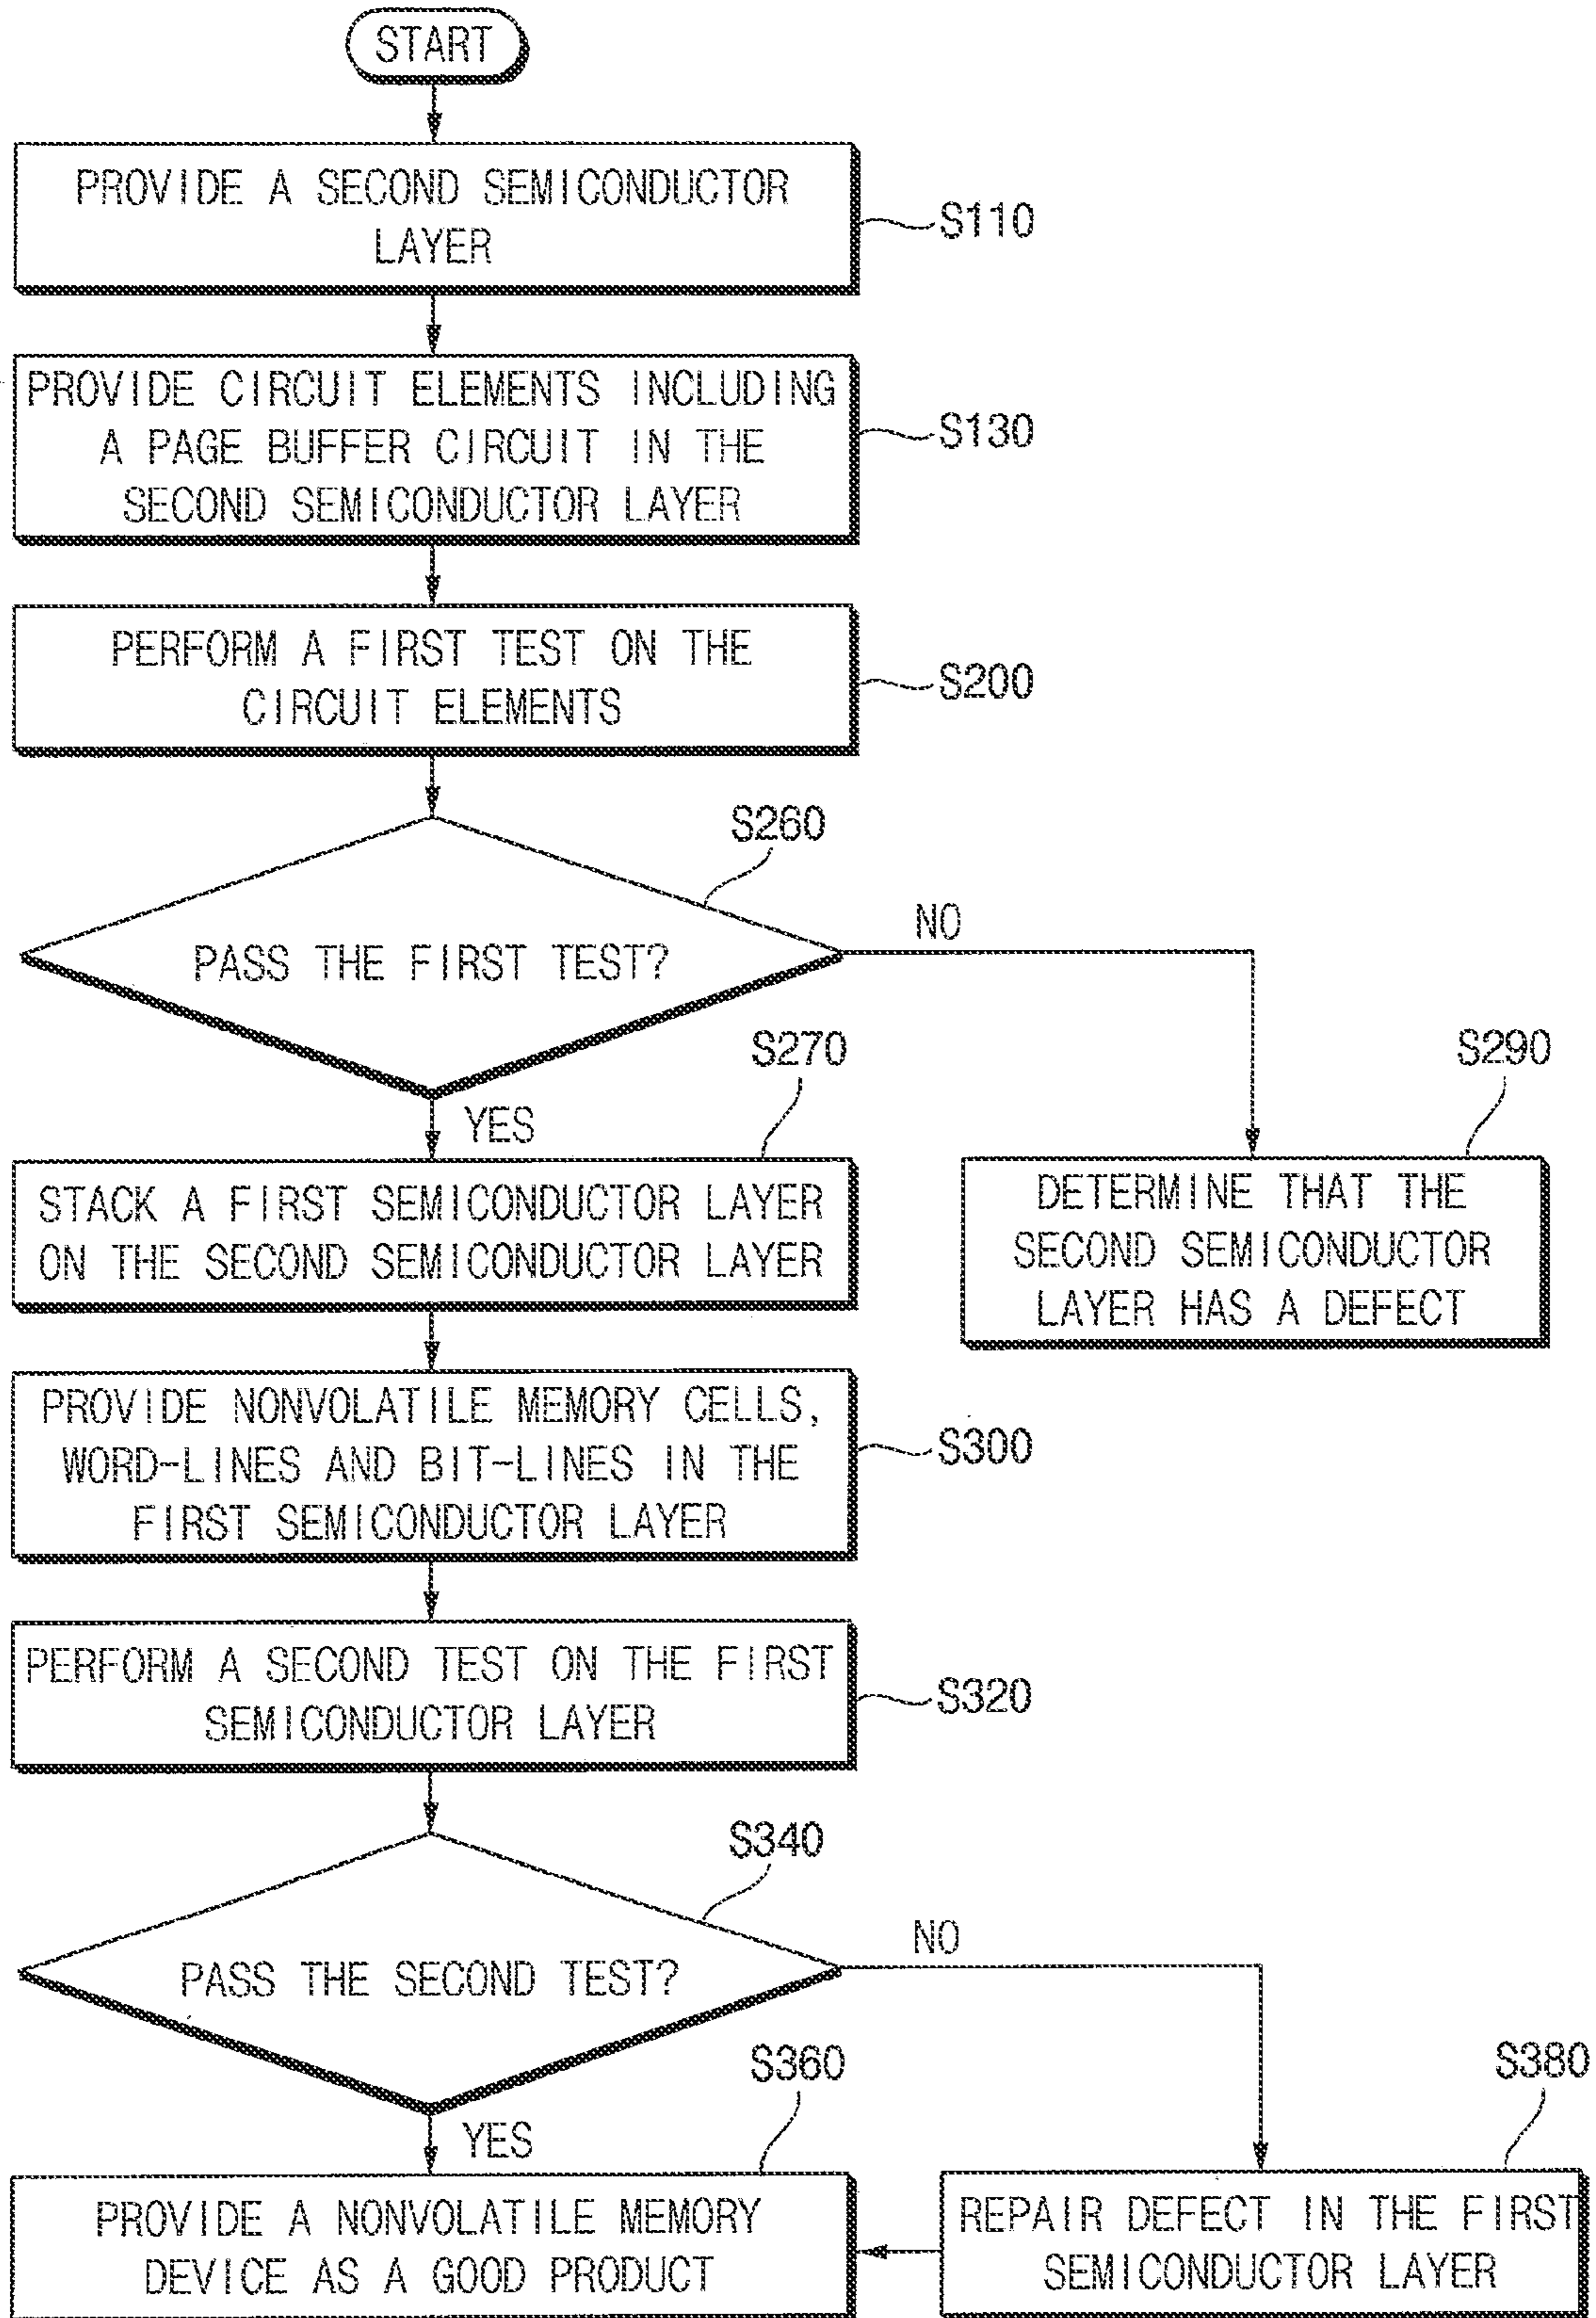 START
PROVIDE A SECOND SEMICONDUCTOR
LAYER
S110
PROVIDE CIRCUIT ELEMENTS INCLUDING
A PAGE BUFFER CIRCUIT IN THE
SECOND SEMICONDUCTOR LAYER
S130
PERFORM A FIRST TEST ON THE
CIRCUIT ELEMENTS
S200
S260
PASS THE FIRST TEST?
NO
YES
S270
STACK A FIRST SEMICONDUCTOR LAYER
ON THE SECOND SEMICONDUCTOR LAYER
S290
DETERMINE THAT THE
SECOND SEMICONDUCTOR
LAYER HAS A DEFECT
PROVIDE NONVOLATILE MEMORY CELLS,
WORD-LINES AND BIT-LINES IN THE
FIRST SEMICONDUCTOR LAYER
S300
PERFORM A SECOND TEST ON THE FIRST
SEMICONDUCTOR LAYER
S320
S340
PASS THE SECOND TEST?
NO
YES
S360
PROVIDE A NONVOLATILE MEMORY
DEVICE AS A GOOD PRODUCT
S380
REPAIR DEFECT IN THE FIRST
SEMICONDUCTOR LAYER